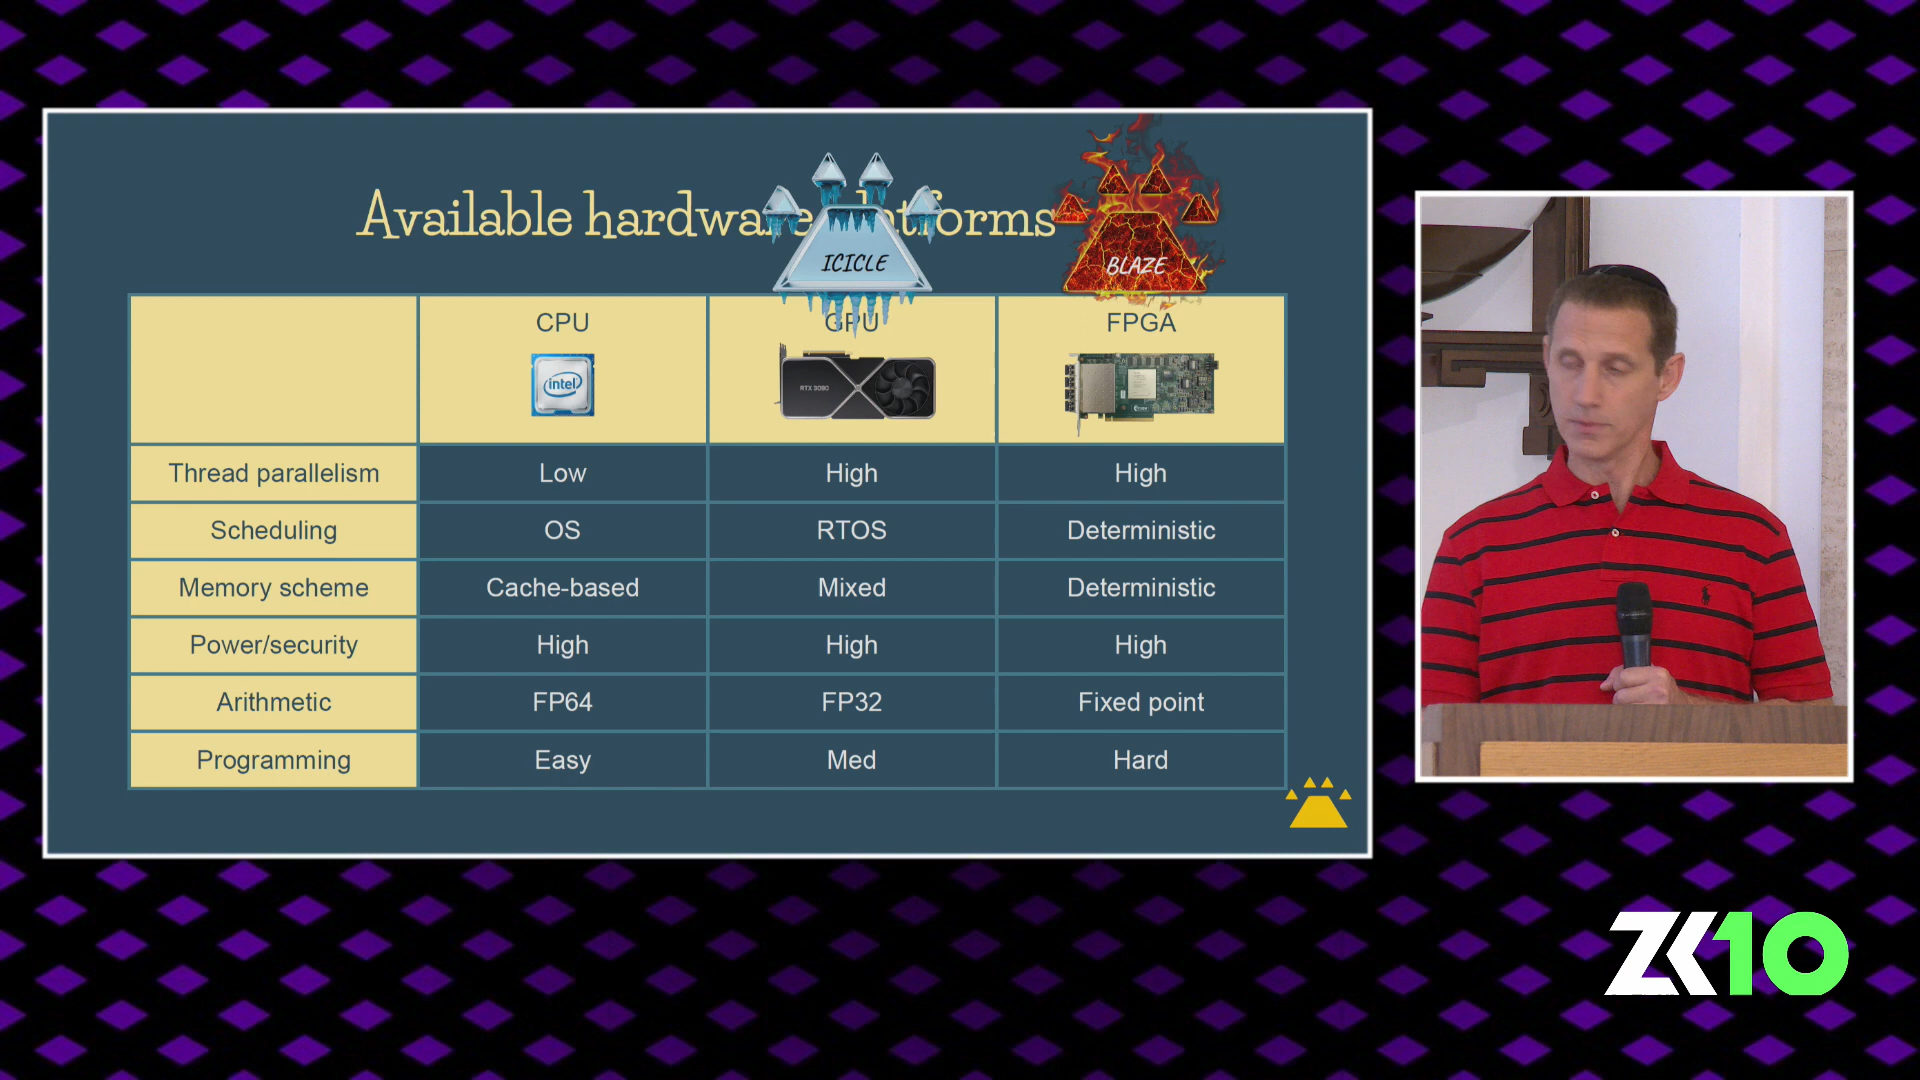 Available hardware platforms
ICICLE
BLAZE
CPU GPU FPGA
intel
RTX 3090
Thread parallelism Low High High
Scheduling OS RTOS Deterministic
Memory scheme Cache-based Mixed Deterministic
Power/security High High High
Arithmetic FP64 FP32 Fixed point
Programming Easy Med Hard
ZK10